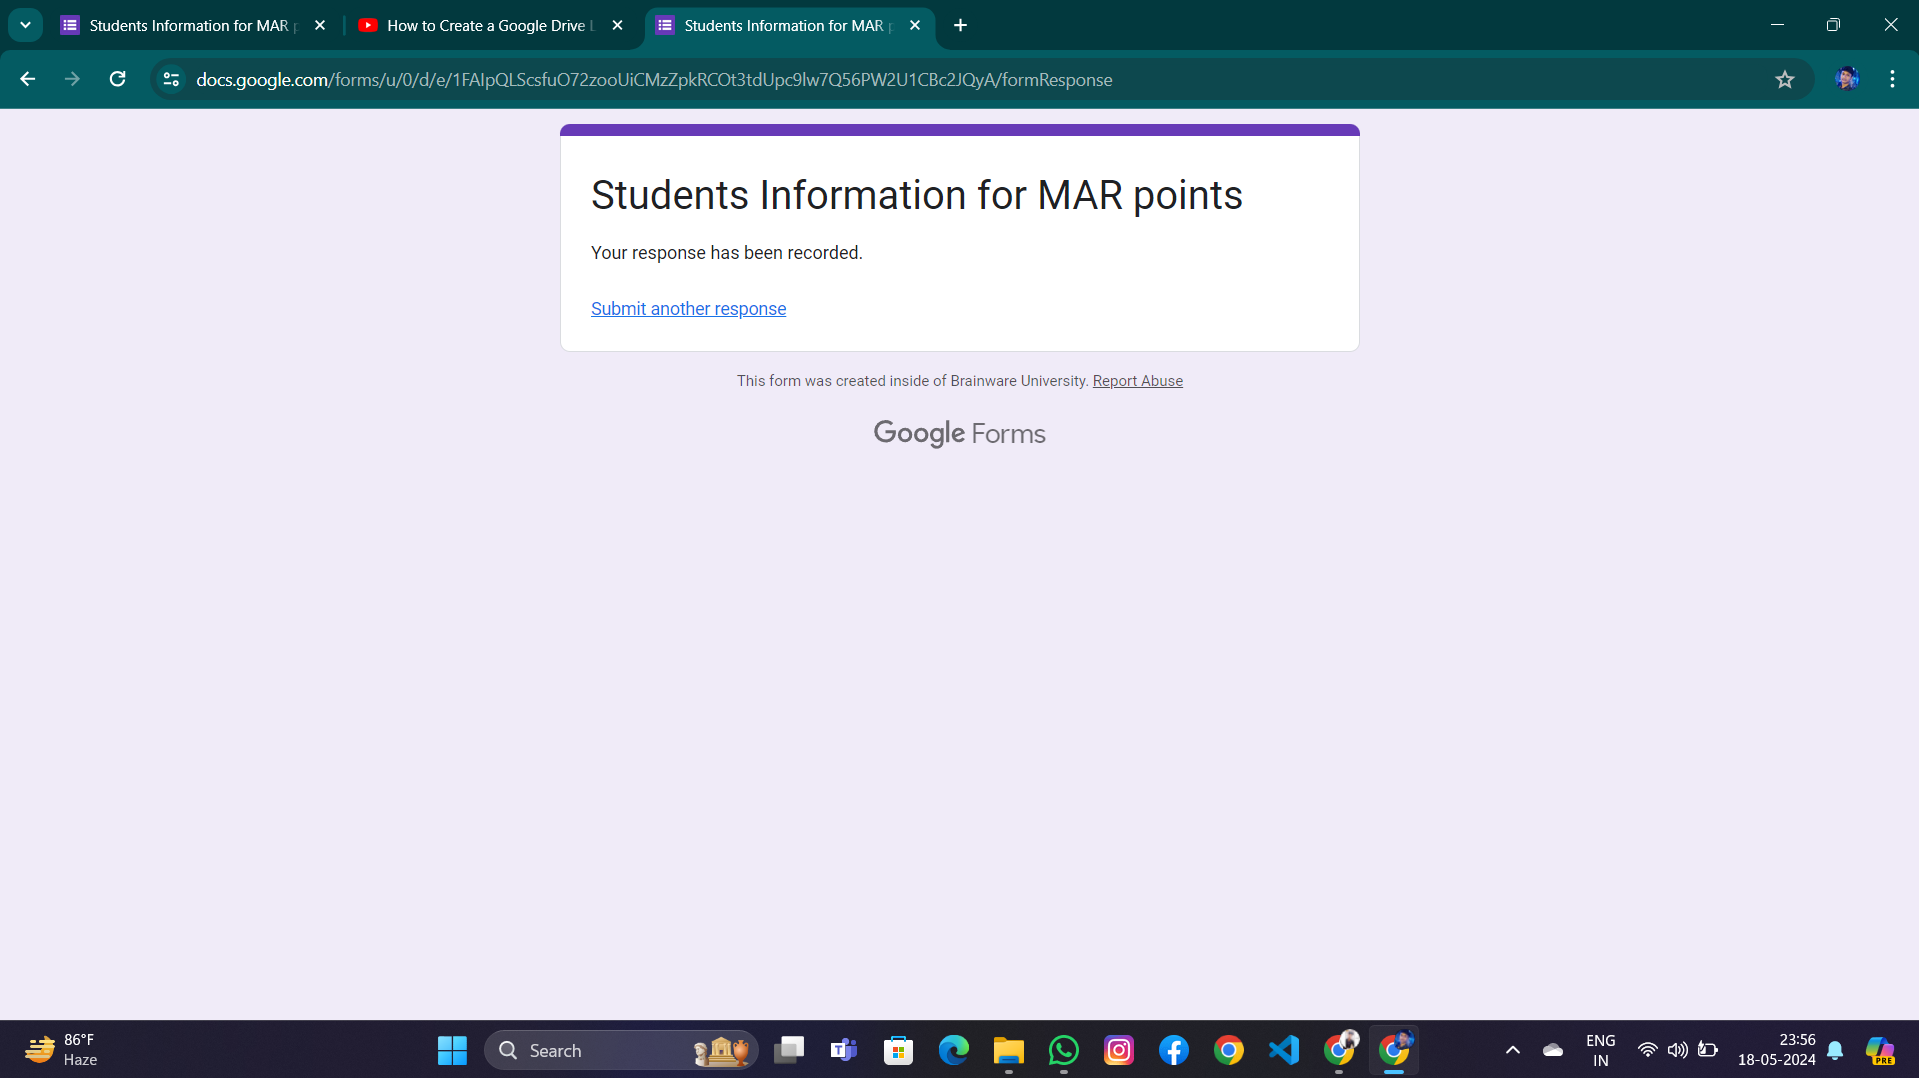 Students Information for MAR p
How to Create a Google Drive L
Students Information for MAR p
docs.google.com/forms/u/0/d/e/1FAIpQLScsfuO72zooUiCMzZpkRCOt3tdUpc9lw7Q56PW2U1CBc2JQyA/formResponse
Students Information for MAR points
Your response has been recorded.
Submit another response
This form was created inside of Brainware University. Report Abuse
Google Forms
86°F
Haze
Search
ENG
IN
23:56
18-05-2024
PRE